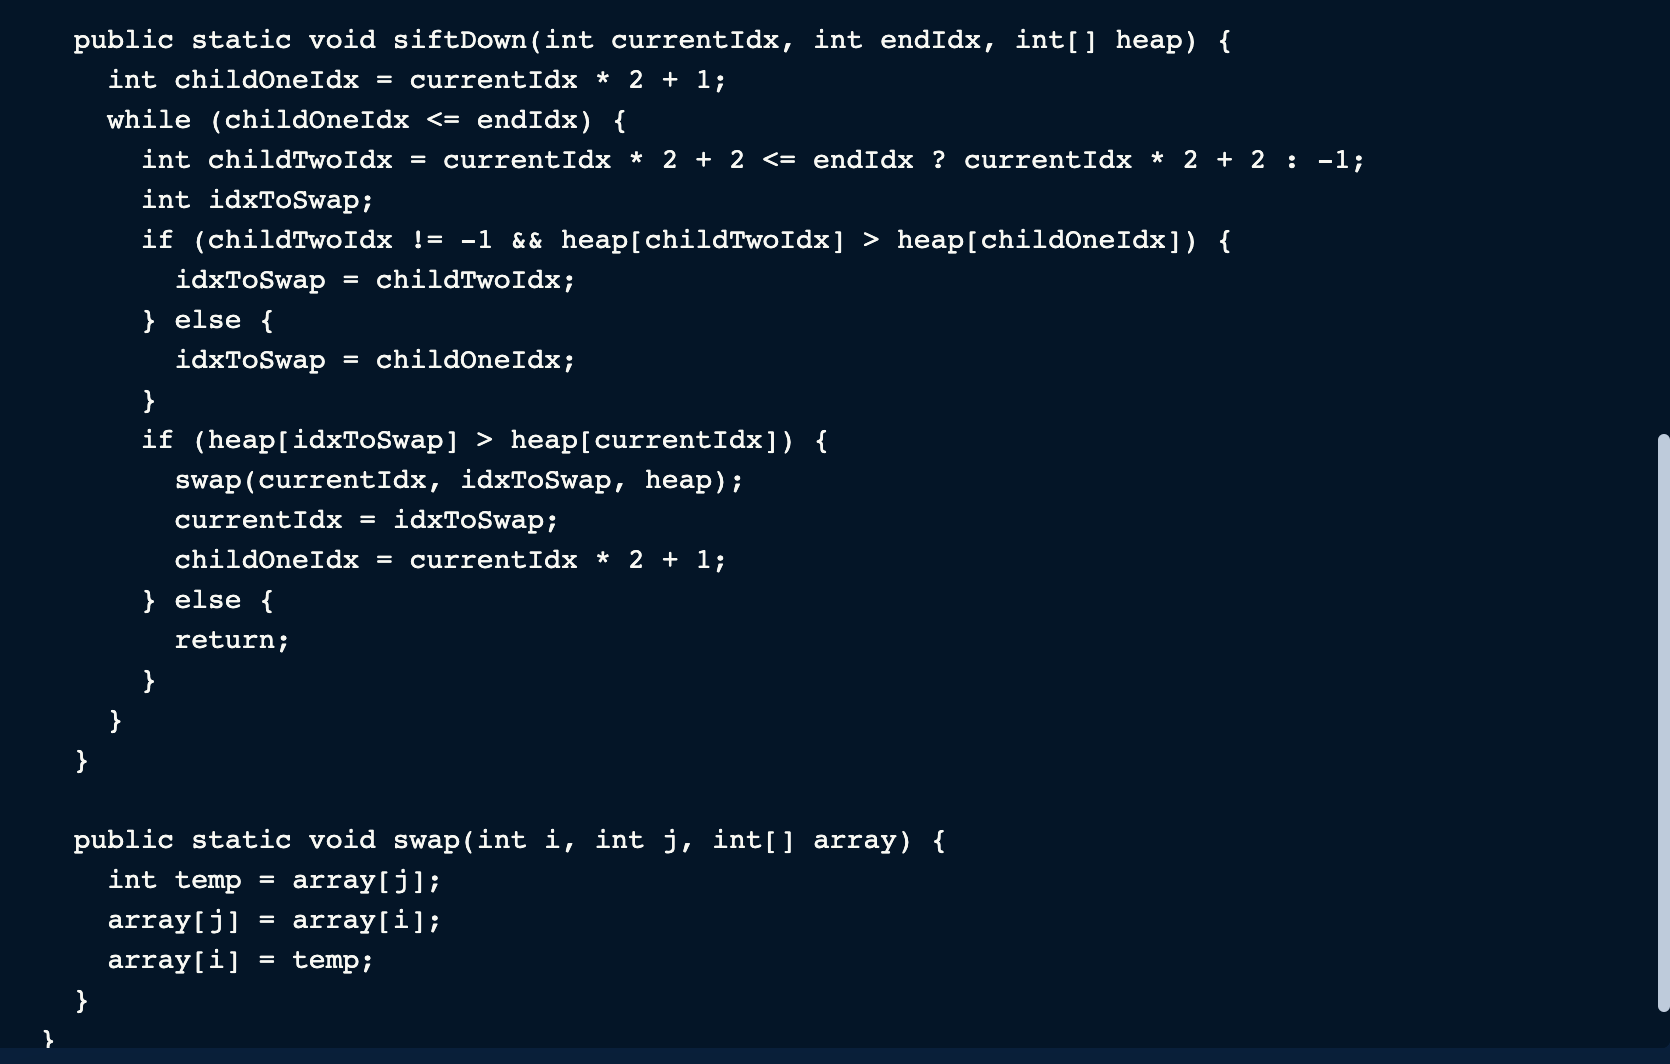 public static void siftDown(int currentIdx, int endIdx, int[] heap) {
int childOneIdx = currentIdx * 2 + 1;
while (childOneIdx <= endIdx) {
int childTwoIdx = currentIdx * 2 + 2 <= endIdx ? currentIdx * 2 + 2 : -1;
int idxToSwap;
if (childTwoIdx != -1 && heap[childTwoIdx] > heap[childOneIdx]) {
idxToSwap = childTwoIdx;
} else {
idxToSwap = childOneIdx;
}
if (heap[idxToSwap] > heap[currentIdx]) {
swap(currentIdx, idxToSwap, heap);
currentIdx = idxToSwap;
childOneIdx = currentIdx * 2 + 1;
} else {
return;
}
}
}
public static void swap(int i, int j, int[] array) {
int temp = array[j];
array[j] = array[i];
array[i] = temp;
}
}